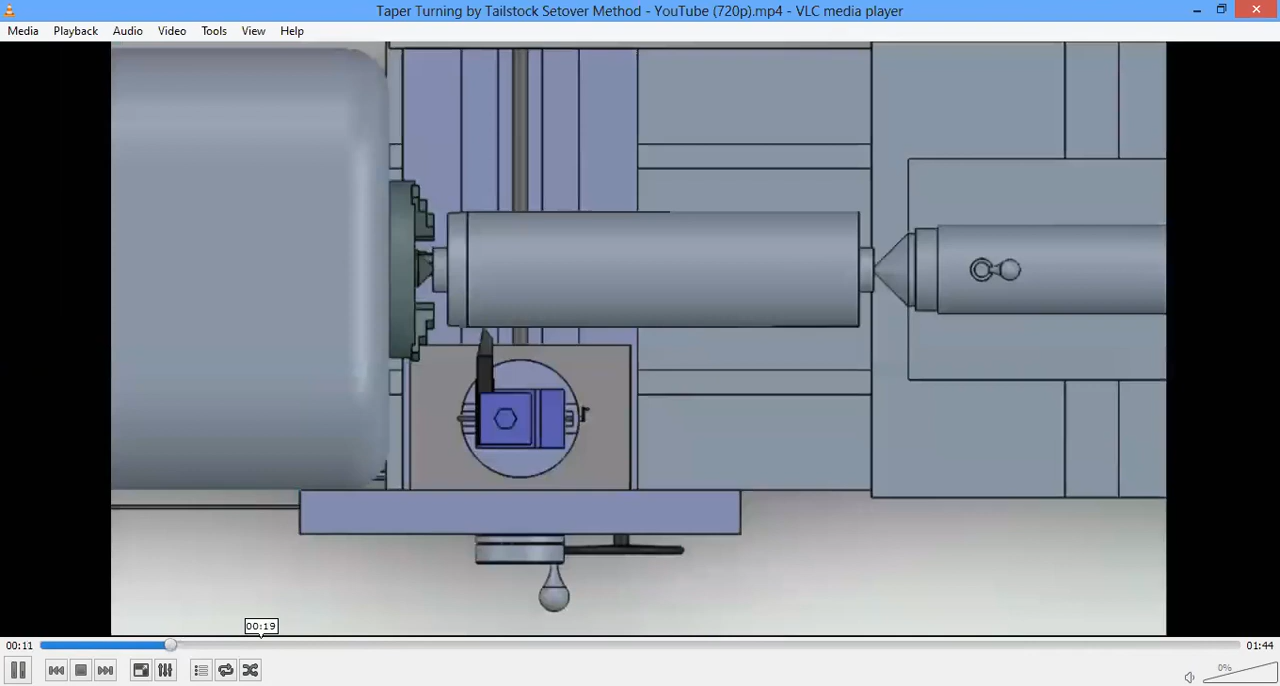 Taper Turning by Tailstock Setover Method - YouTube (720p).mp4 - VLC media player
Media Playback Audio Video Tools View Help
00:19
00:11 01:44
0%